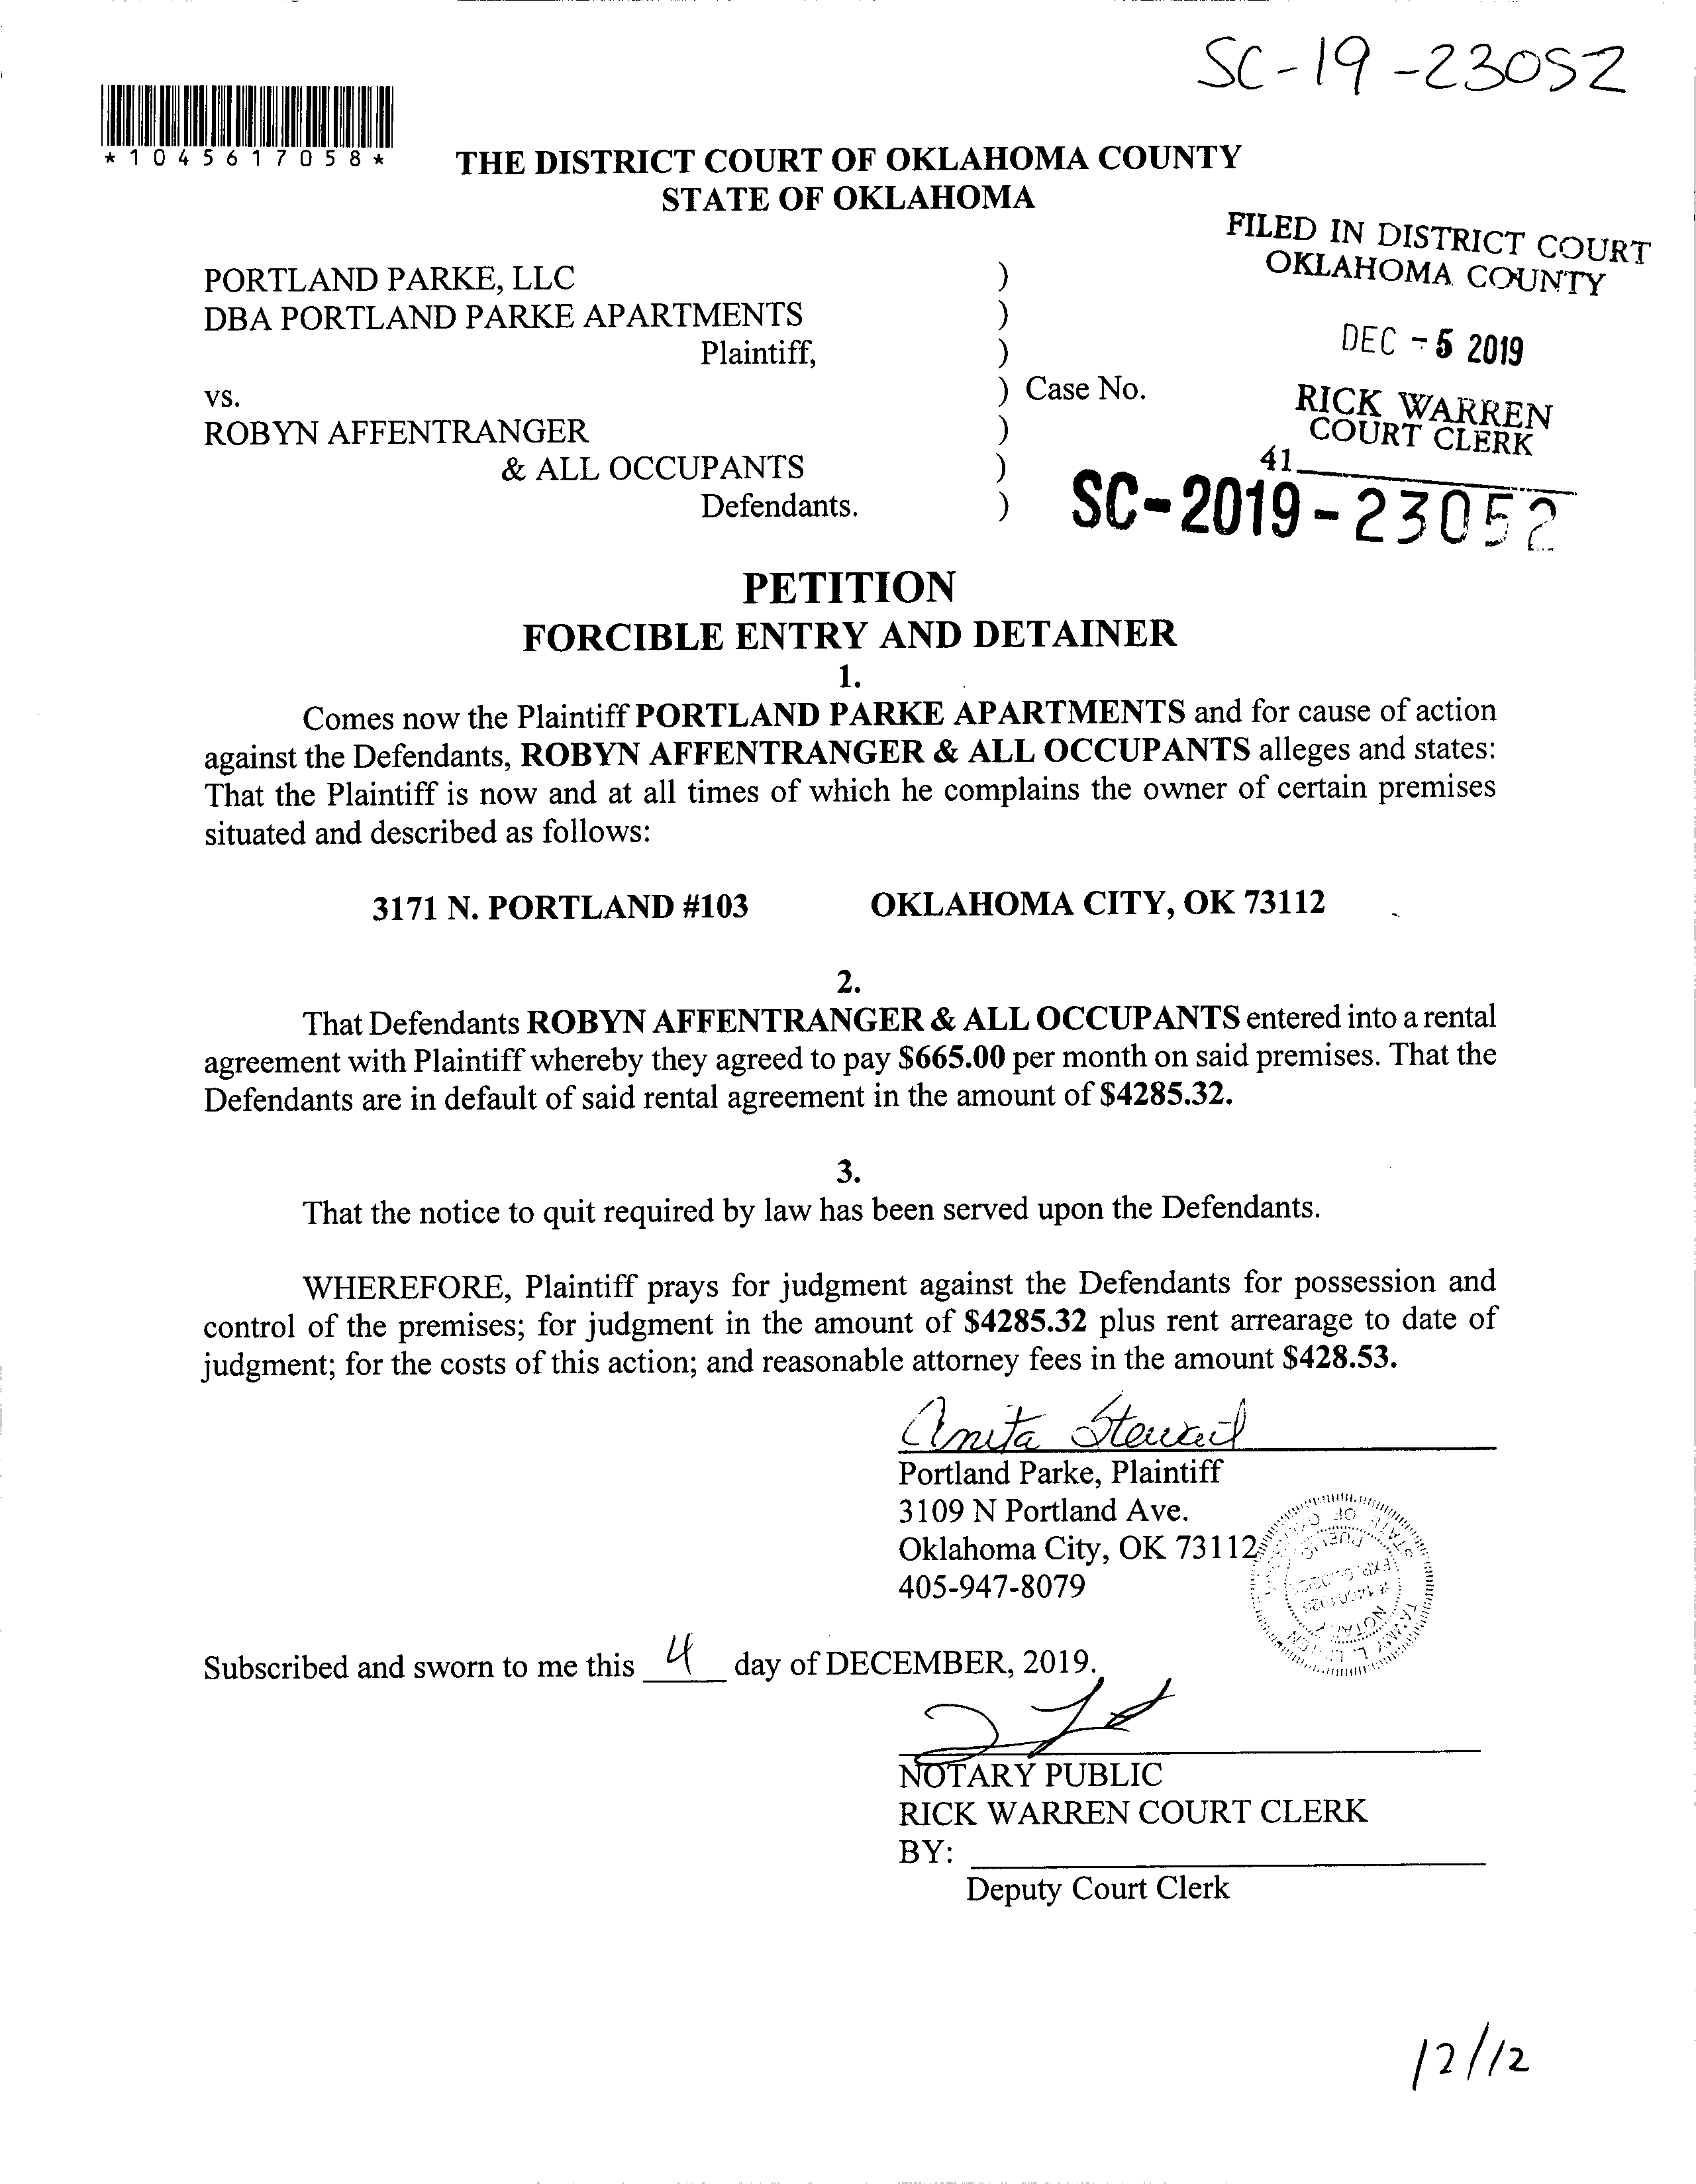 SC-19-23052
*1045617058*
THE DISTRICT COURT OF OKLAHOMA COUNTY
STATE OF OKLAHOMA
FILED IN DISTRICT COURT
OKLAHOMA COUNTY
DEC - 5 2019
RICK WARREN
COURT CLERK
41
PORTLAND PARKE, LLC )
DBA PORTLAND PARKE APARTMENTS )
Plaintiff, )
vs. ) Case No.
ROBYN AFFENTRANGER )
& ALL OCCUPANTS )
Defendants. )
SC-2019-23052
PETITION
FORCIBLE ENTRY AND DETAINER
1.
Comes now the Plaintiff PORTLAND PARKE APARTMENTS and for cause of action
against the Defendants, ROBYN AFFENTRANGER & ALL OCCUPANTS alleges and states:
That the Plaintiff is now and at all times of which he complains the owner of certain premises
situated and described as follows:
3171 N. PORTLAND #103 OKLAHOMA CITY, OK 73112
2.
That Defendants ROBYN AFFENTRANGER & ALL OCCUPANTS entered into a rental
agreement with Plaintiff whereby they agreed to pay $665.00 per month on said premises. That the
Defendants are in default of said rental agreement in the amount of $4285.32.
3.
That the notice to quit required by law has been served upon the Defendants.
WHEREFORE, Plaintiff prays for judgment against the Defendants for possession and
control of the premises; for judgment in the amount of $4285.32 plus rent arrearage to date of
judgment; for the costs of this action; and reasonable attorney fees in the amount $428.53.
Anita Stewart
Portland Parke, Plaintiff
3109 N Portland Ave.
Oklahoma City, OK 73112
405-947-8079
STATE OF
PUBLIC
EXP.
NOTARY
Subscribed and sworn to me this 4 day of DECEMBER, 2019.
NOTARY PUBLIC
RICK WARREN COURT CLERK
BY:
Deputy Court Clerk
12/12